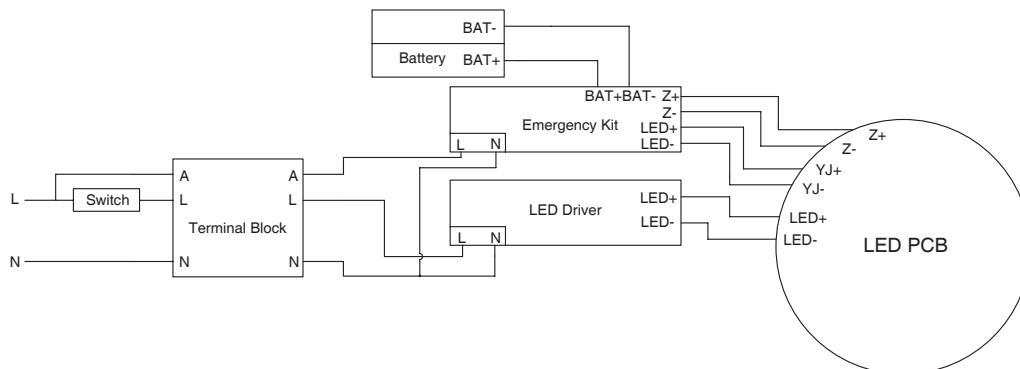 BAT-
Battery BAT+
BAT+BAT- Z+
Z-
Emergency Kit
LED+
LED-
L N
Z+
Z-
YJ+
YJ-
A A
L Switch L L
Terminal Block
N N N
LED Driver
LED+
LED-
L N
LED+
LED-
LED PCB